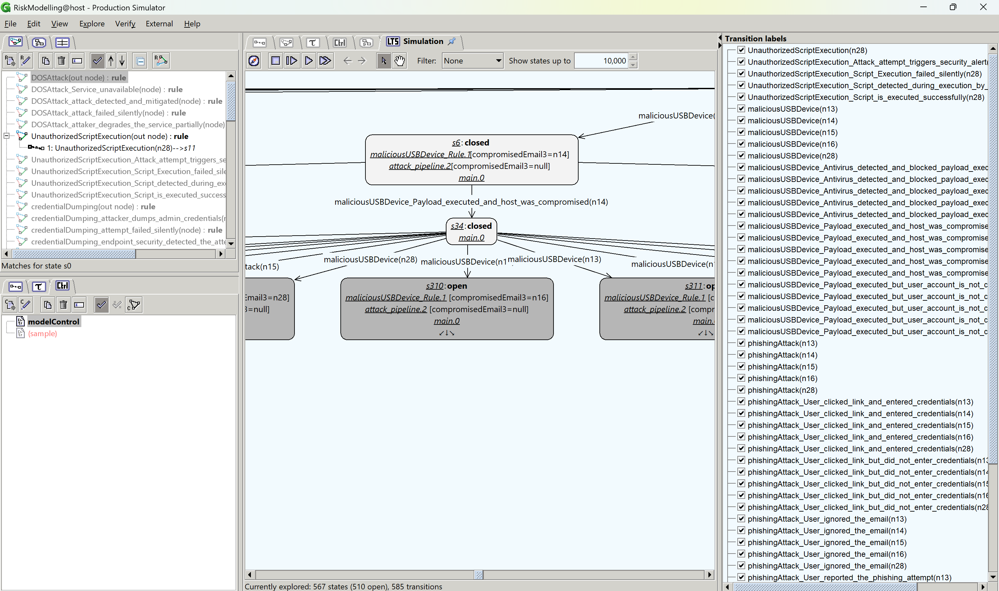 RiskModelling@host - Production Simulator
File Edit View Explore Verify External Help
DOSAttack(out node) : rule
DOSAttack_Service_unavailable(node) : rule
DOSAttack_attack_detected_and_mitigated(node) : rule
DOSAttack_attack_failed_silently(node) : rule
DOSAttack_attaker_degrades_the_service_partially(node)
UnauthorizedScriptExecution(out node) : rule
1: UnauthorizedScriptExecution(n28)-->s11
UnauthorizedScriptExecution_Attack_attempt_triggers_se
UnauthorizedScriptExecution_Script_Execution_failed_sile
UnauthorizedScriptExecution_Script_detected_during_ex
UnauthorizedScriptExecution_Script_is_executed_success
credentialDumping(out node) : rule
credentialDumping_attacker_dumps_admin_credentials(r
credentialDumping_attempt_failed_silently(node) : rule
credentialDumping_endpoint_security_detected_the_atte
Matches for state s0
Ctrl
modelControl
(sample)
Ctrl
LTS Simulation
Filter: None Show states up to 10,000
maliciousUSBDevice(
s6:closed
maliciousUSBDevice_Rule.1[compromisedEmail3=n14]
attack_pipeline.2[compromisedEmail3=null]
main.0
maliciousUSBDevice_Payload_executed_and_host_was_compromised(n14)
s34:closed
main.0
tack(n15)
maliciousUSBDevice(n28)
maliciousUSBDevice(n1
maliciousUSBDevice(n13)
maliciousUSBDevice(n
Email3=n28]
3=null]
s310:open
maliciousUSBDevice_Rule.1 [compromisedEmail3=n16]
attack_pipeline.2 [compromisedEmail3=null]
main.0
↙↓↘
s311:op
maliciousUSBDevice_Rule.1 [c
attack_pipeline.2 [compr
main.
↙↓↘
Currently explored: 567 states (510 open), 585 transitions
Transition labels
UnauthorizedScriptExecution(n28)
UnauthorizedScriptExecution_Attack_attempt_triggers_security_alert(
UnauthorizedScriptExecution_Script_Execution_failed_silently(n28)
UnauthorizedScriptExecution_Script_detected_during_execution_by_
UnauthorizedScriptExecution_Script_is_executed_successfully(n28)
maliciousUSBDevice(n13)
maliciousUSBDevice(n14)
maliciousUSBDevice(n15)
maliciousUSBDevice(n16)
maliciousUSBDevice(n28)
maliciousUSBDevice_Antivirus_detected_and_blocked_payload_exec
maliciousUSBDevice_Antivirus_detected_and_blocked_payload_exec
maliciousUSBDevice_Antivirus_detected_and_blocked_payload_exec
maliciousUSBDevice_Antivirus_detected_and_blocked_payload_exec
maliciousUSBDevice_Antivirus_detected_and_blocked_payload_exec
maliciousUSBDevice_Payload_executed_and_host_was_compromise
maliciousUSBDevice_Payload_executed_and_host_was_compromise
maliciousUSBDevice_Payload_executed_and_host_was_compromise
maliciousUSBDevice_Payload_executed_and_host_was_compromise
maliciousUSBDevice_Payload_executed_and_host_was_compromise
maliciousUSBDevice_Payload_executed_but_user_account_is_not_c
maliciousUSBDevice_Payload_executed_but_user_account_is_not_c
maliciousUSBDevice_Payload_executed_but_user_account_is_not_c
maliciousUSBDevice_Payload_executed_but_user_account_is_not_c
maliciousUSBDevice_Payload_executed_but_user_account_is_not_c
phishingAttack(n13)
phishingAttack(n14)
phishingAttack(n15)
phishingAttack(n16)
phishingAttack(n28)
phishingAttack_User_clicked_link_and_entered_credentials(n13)
phishingAttack_User_clicked_link_and_entered_credentials(n14)
phishingAttack_User_clicked_link_and_entered_credentials(n15)
phishingAttack_User_clicked_link_and_entered_credentials(n16)
phishingAttack_User_clicked_link_and_entered_credentials(n28)
phishingAttack_User_clicked_link_but_did_not_enter_credentials(n13
phishingAttack_User_clicked_link_but_did_not_enter_credentials(n14
phishingAttack_User_clicked_link_but_did_not_enter_credentials(n15
phishingAttack_User_clicked_link_but_did_not_enter_credentials(n16
phishingAttack_User_clicked_link_but_did_not_enter_credentials(n28
phishingAttack_User_ignored_the_email(n13)
phishingAttack_User_ignored_the_email(n14)
phishingAttack_User_ignored_the_email(n15)
phishingAttack_User_ignored_the_email(n16)
phishingAttack_User_ignored_the_email(n28)
phishingAttack_User_reported_the_phishing_attempt(n13)